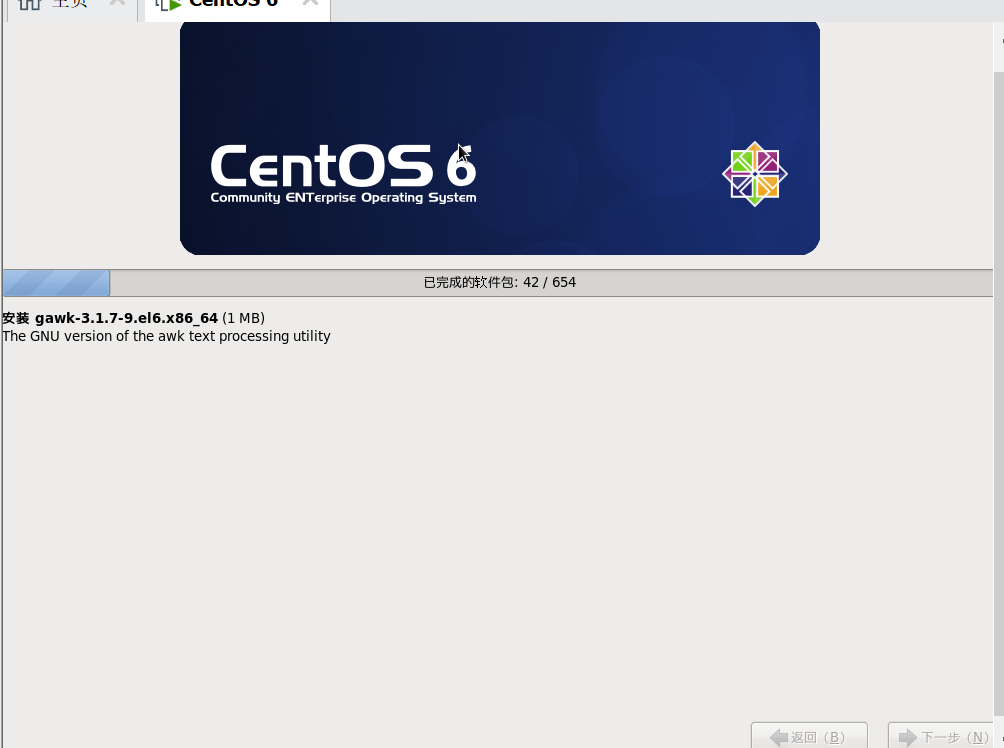 主页
CentOS 6
CentOS 6
Community ENTerprise Operating System
已完成的软件包: 42 / 654
安装 gawk-3.1.7-9.el6.x86_64 (1 MB)
The GNU version of the awk text processing utility
返回（B） 下一步（N）